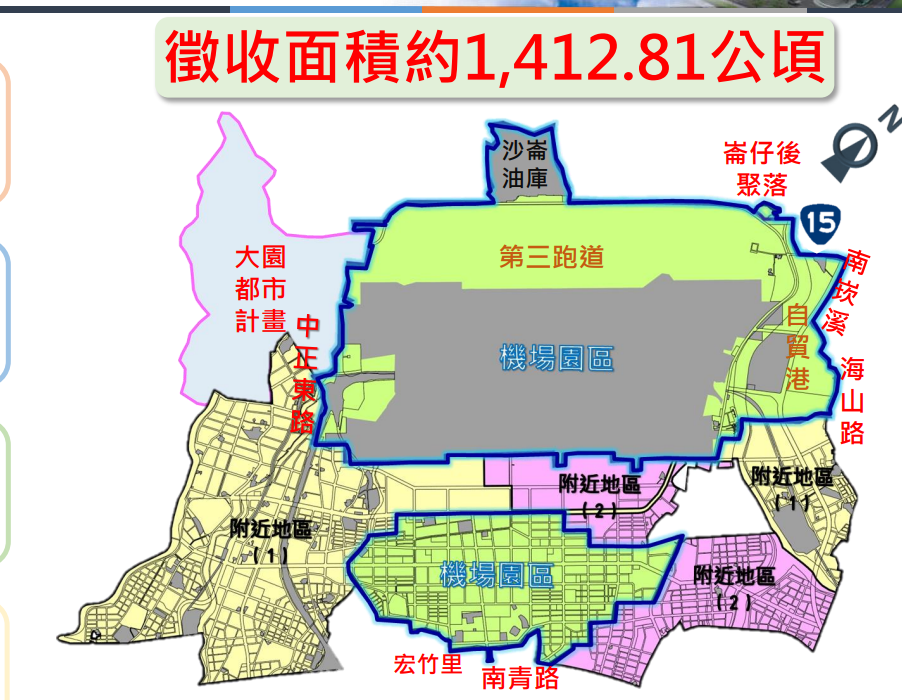 徵收面積約1,412.81公頃
N
沙崙
油庫
崙仔後
聚落
15
第三跑道
大園
都市
計畫
南崁溪
中正東路
自貿港
機場園區
海山路
附近地區
(2)
附近地區
(1)
附近地區
(1)
機場園區
附近地區
(2)
宏竹里
南青路